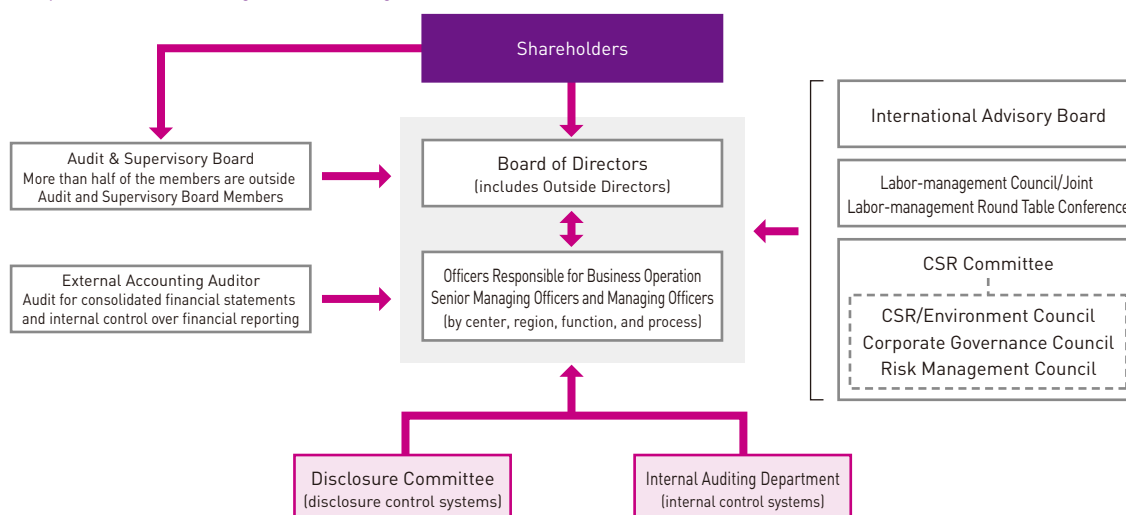 Shareholders
Audit & Supervisory Board
More than half of the members are outside
Audit and Supervisory Board Members
External Accounting Auditor
Audit for consolidated financial statements
and internal control over financial reporting
Board of Directors
(includes Outside Directors)
Officers Responsible for Business Operation
Senior Managing Officers and Managing Officers
(by center, region, function, and process)
International Advisory Board
Labor-management Council/Joint
Labor-management Round Table Conference
CSR Committee
CSR/Environment Council
Corporate Governance Council
Risk Management Council
Disclosure Committee
(disclosure control systems)
Internal Auditing Department
(internal control systems)